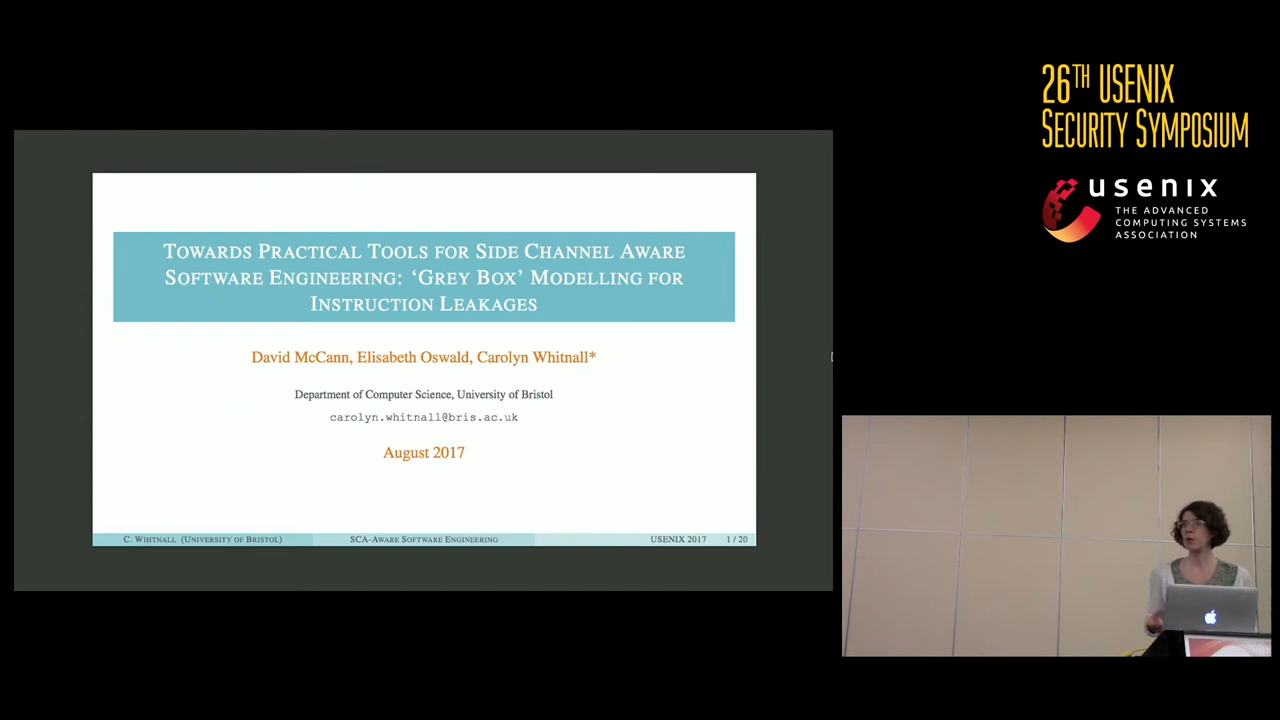 26TH USENIX
SECURITY SYMPOSIUM
usenix
THE ADVANCED
COMPUTING SYSTEMS
ASSOCIATION
TOWARDS PRACTICAL TOOLS FOR SIDE CHANNEL AWARE
SOFTWARE ENGINEERING: ‘GREY BOX’ MODELLING FOR
INSTRUCTION LEAKAGES
David McCann, Elisabeth Oswald, Carolyn Whitnall*
Department of Computer Science, University of Bristol
carolyn.whitnall@bris.ac.uk
August 2017
C. WHITNALL (UNIVERSITY OF BRISTOL) SCA-AWARE SOFTWARE ENGINEERING USENIX 2017 1 / 20